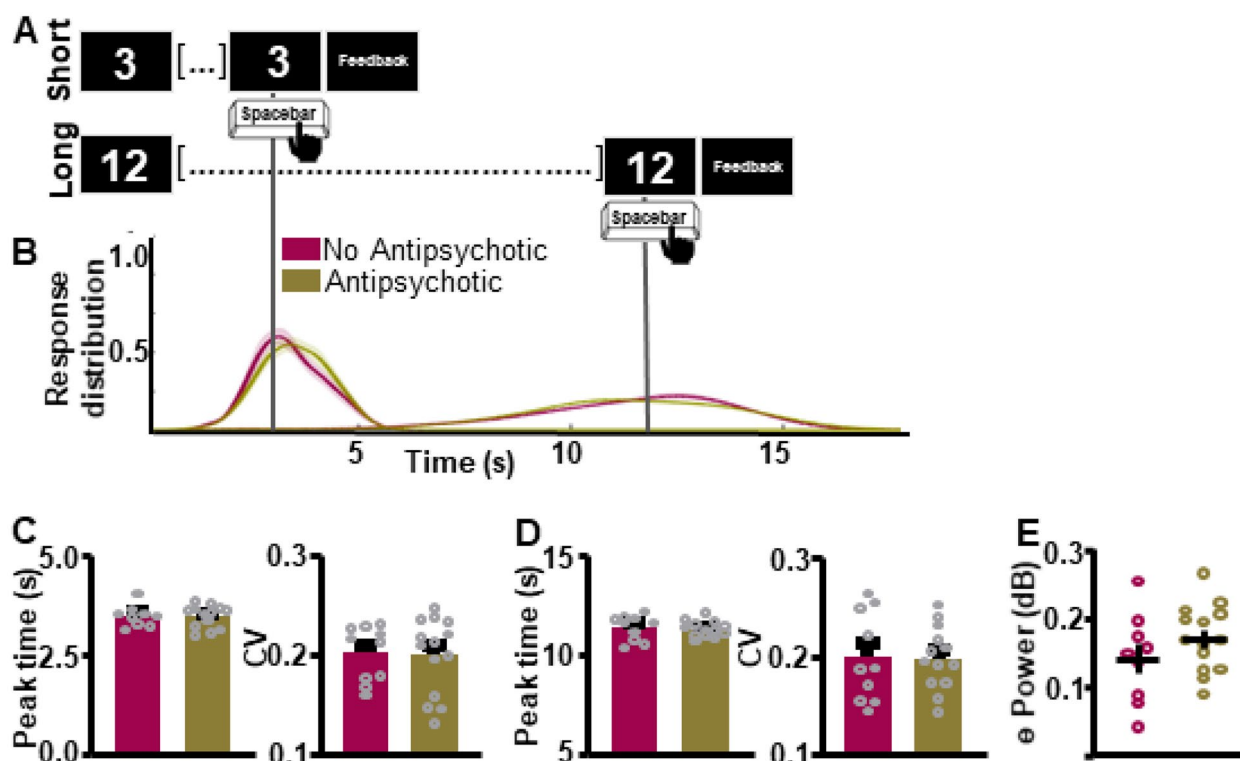 A
Short
3
[...]
3
Feedback
Spacebar
Long
12
[.......................................]
12
Feedback
Spacebar
B
Response
distribution
1.0
0.5
No Antipsychotic
Antipsychotic
5
10
15
Time (s)
C
Peak time (s)
5.0
2.5
0.0
CV
0.3
0.2
0.1
D
Peak time (s)
15
10
5
CV
0.3
0.2
0.1
E
ɵ Power (dB)
0.3
0.2
0.1